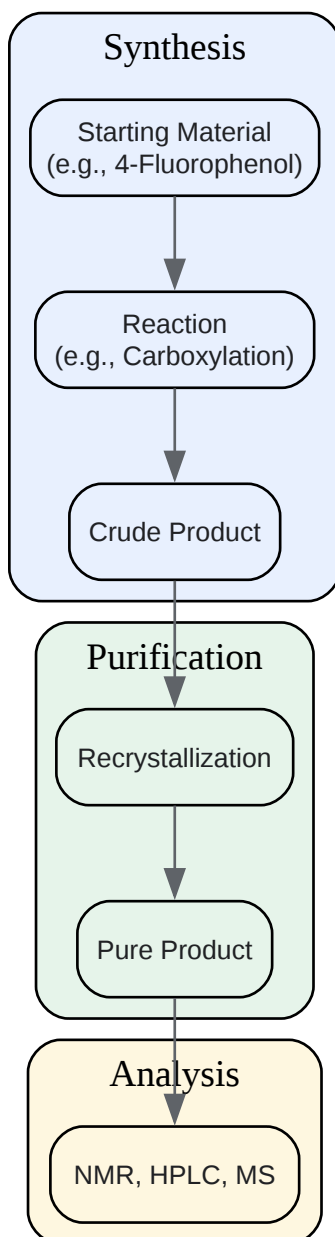 Synthesis
Starting Material
(e.g., 4-Fluorophenol)
Reaction
(e.g., Carboxylation)
Crude Product
Purification
Recrystallization
Pure Product
Analysis
NMR, HPLC, MS